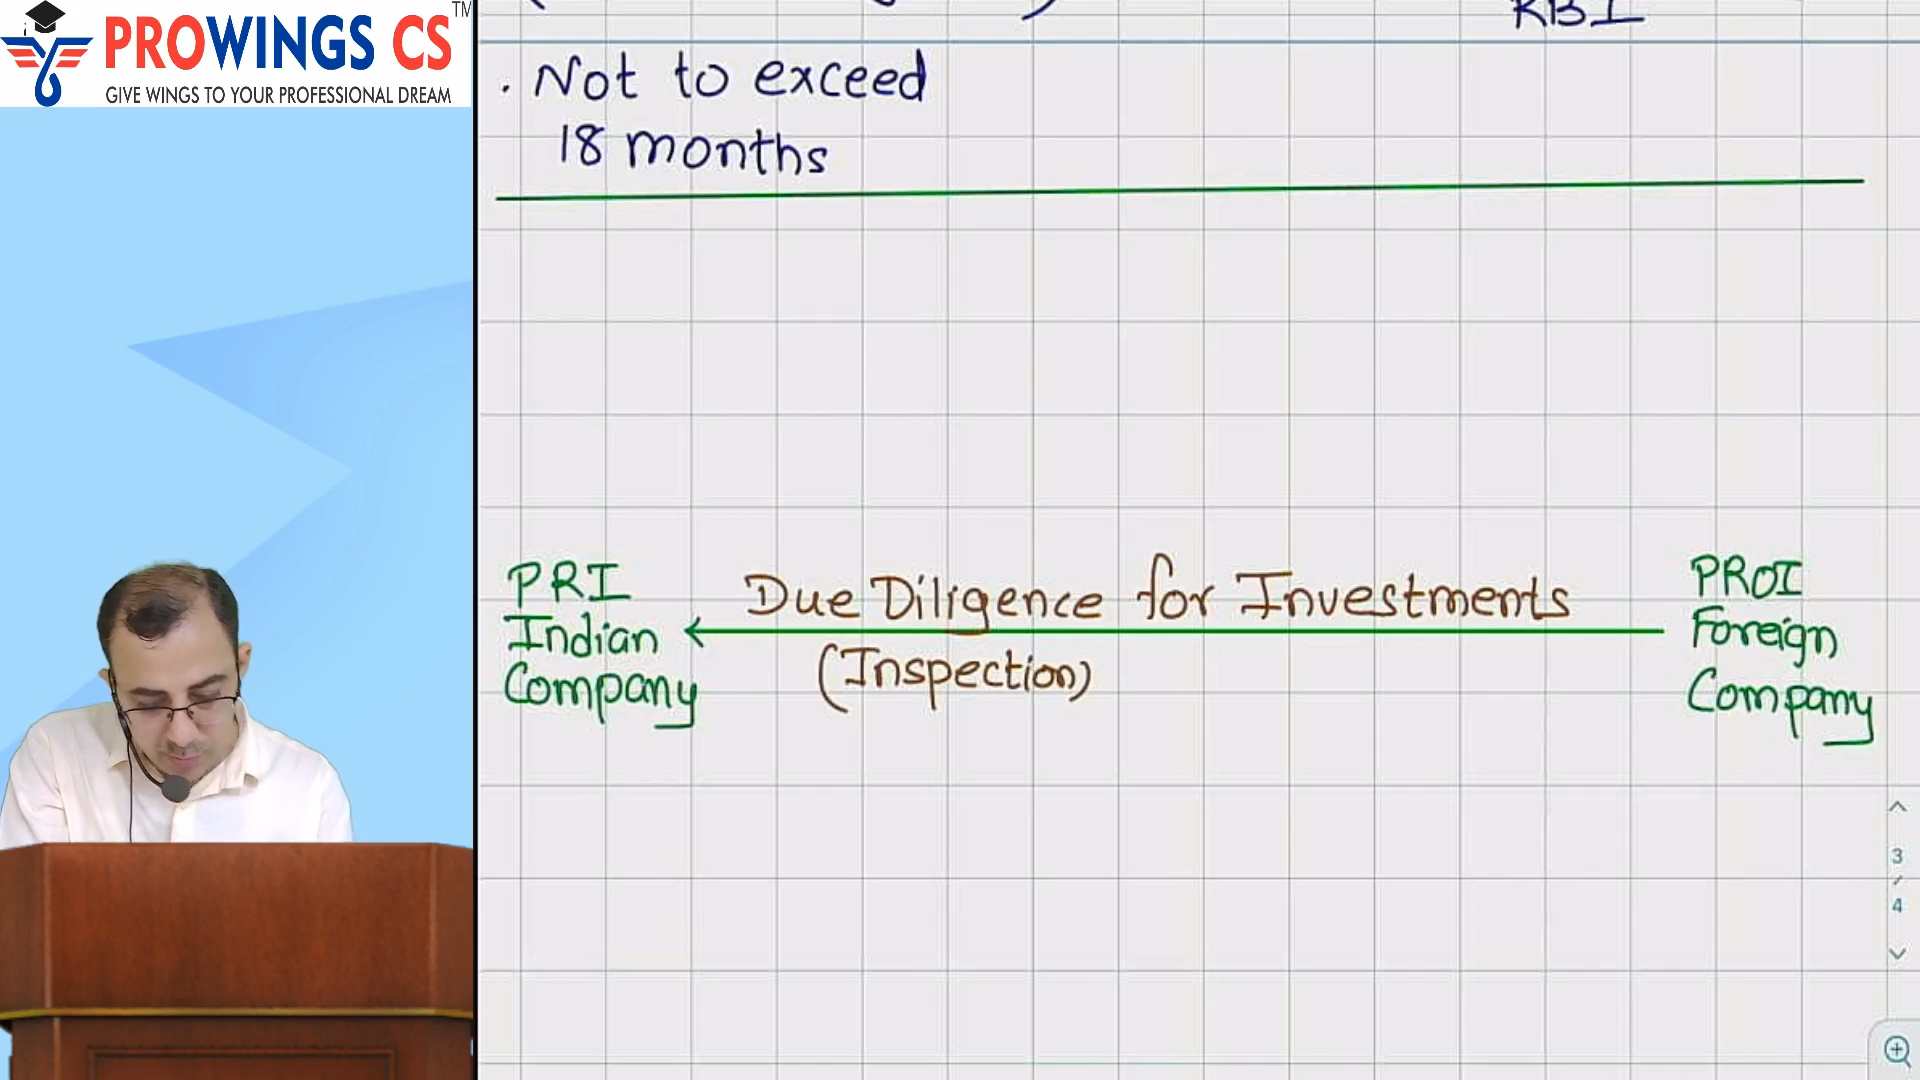 TM
PROWINGS CS
GIVE WINGS TO YOUR PROFESSIONAL DREAM
RBI
. Not to exceed
18 months
PRI
Indian
Company
Due Diligence for Investments
(Inspection)
PROI
Foreign
Company
3
/
4